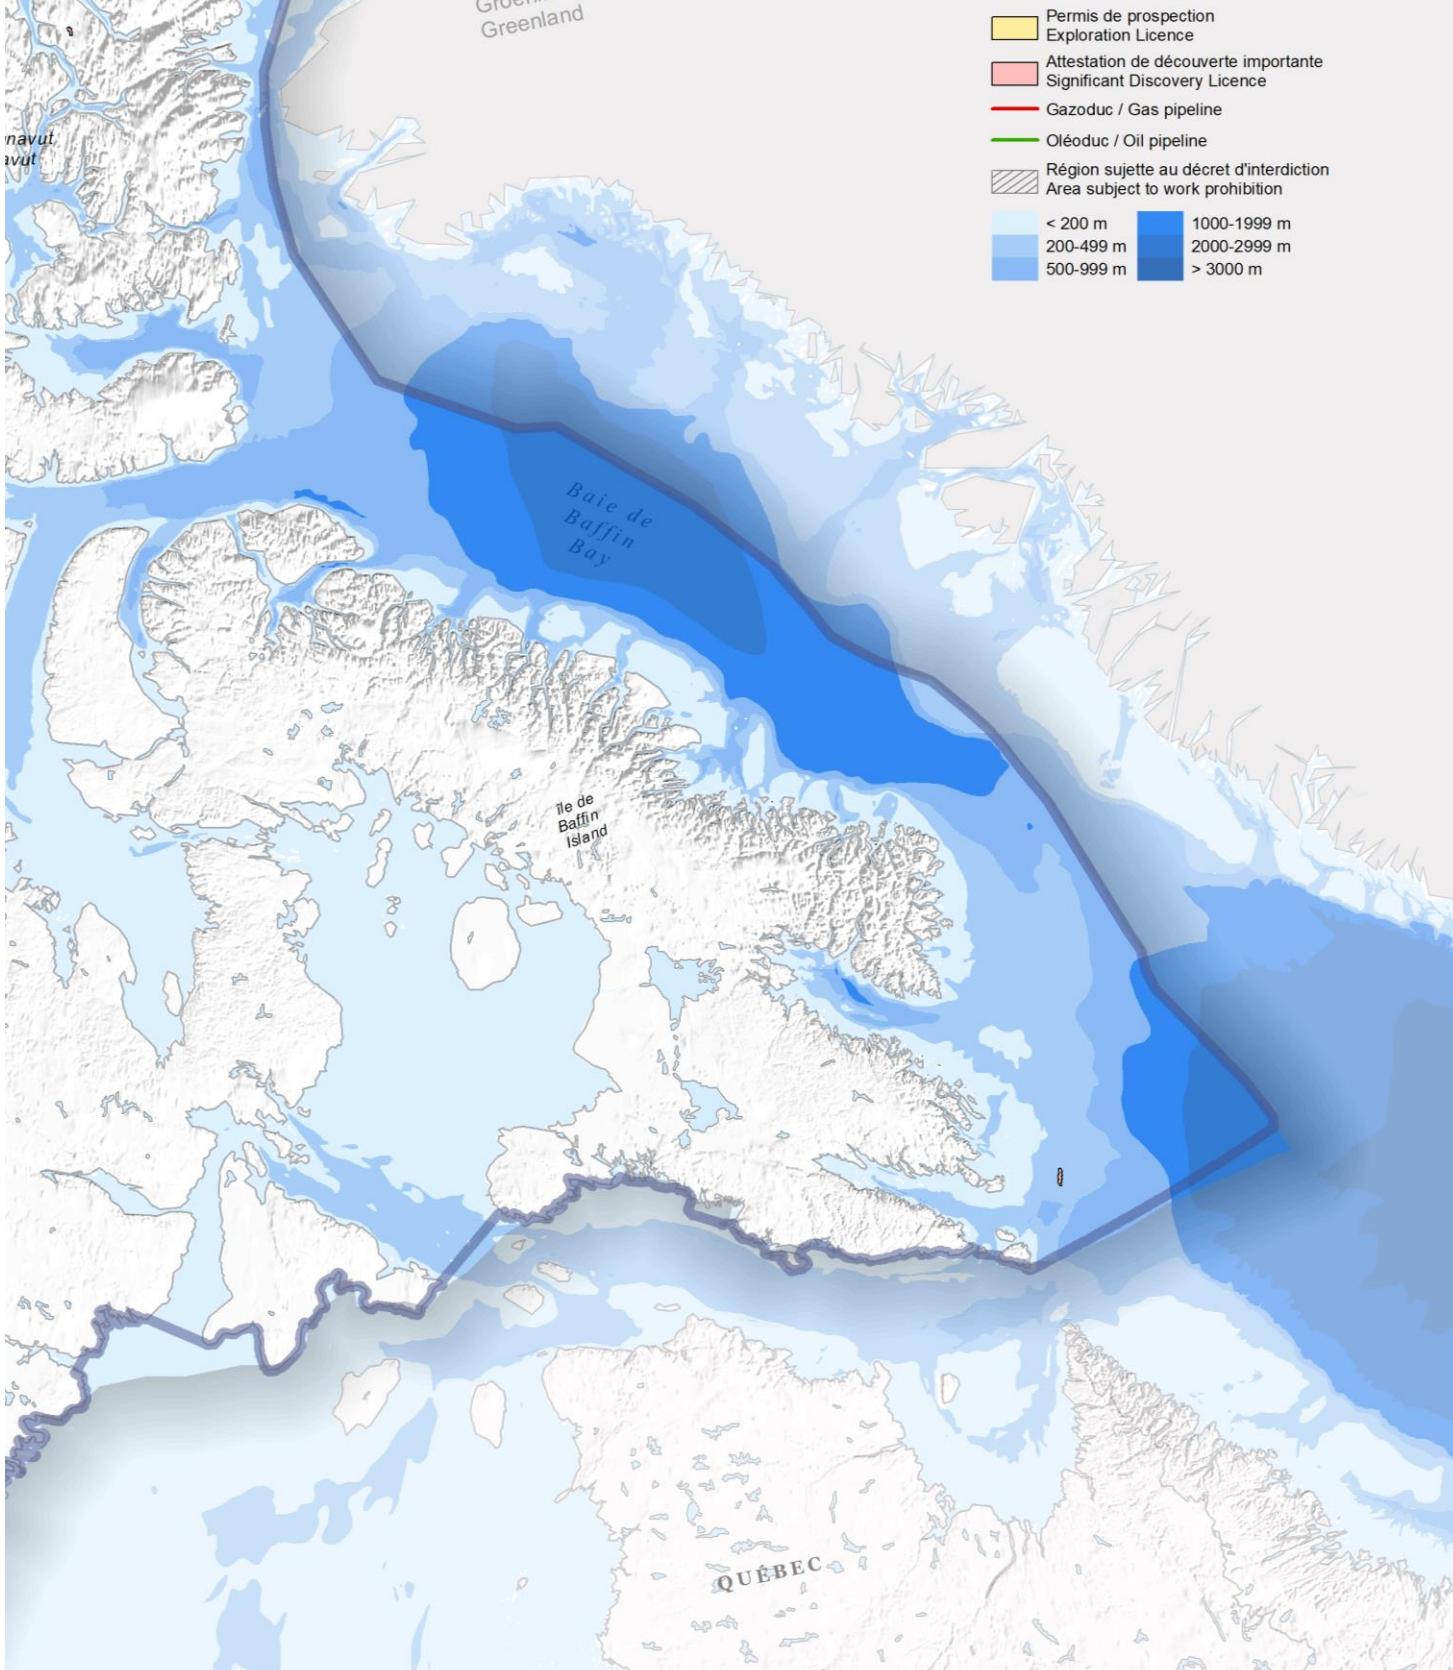 Greenland
Permis de prospection
Exploration Licence
Attestation de découverte importante
Significant Discovery Licence
Gazoduc / Gas pipeline
Oléoduc / Oil pipeline
Région sujette au décret d'interdiction
Area subject to work prohibition
< 200 m
1000-1999 m
200-499 m
2000-2999 m
500-999 m
> 3000 m
Baie de
Baffin
Bay
île de
Baffin
Island
QUÉBEC